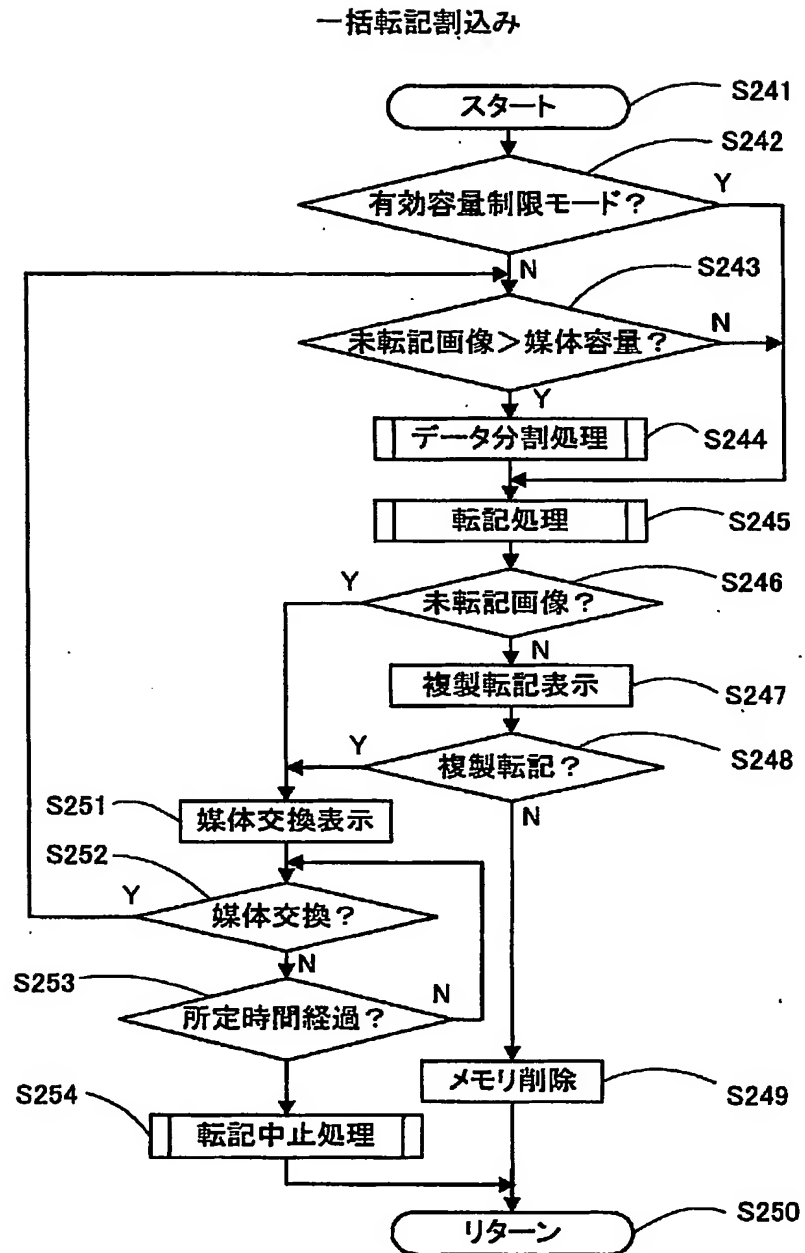 一括転記割込み
スタート
S241
S242
有効容量制限モード?
Y
N
S243
未転記画像>媒体容量?
N
Y
データ分割処理
S244
転記処理
S245
Y
未転記画像?
S246
N
複製転記表示
S247
Y
複製転記?
S248
N
S251
媒体交換表示
S252
Y
媒体交換?
N
S253
所定時間経過?
N
メモリ削除
S249
S254
転記中止処理
リターン
S250